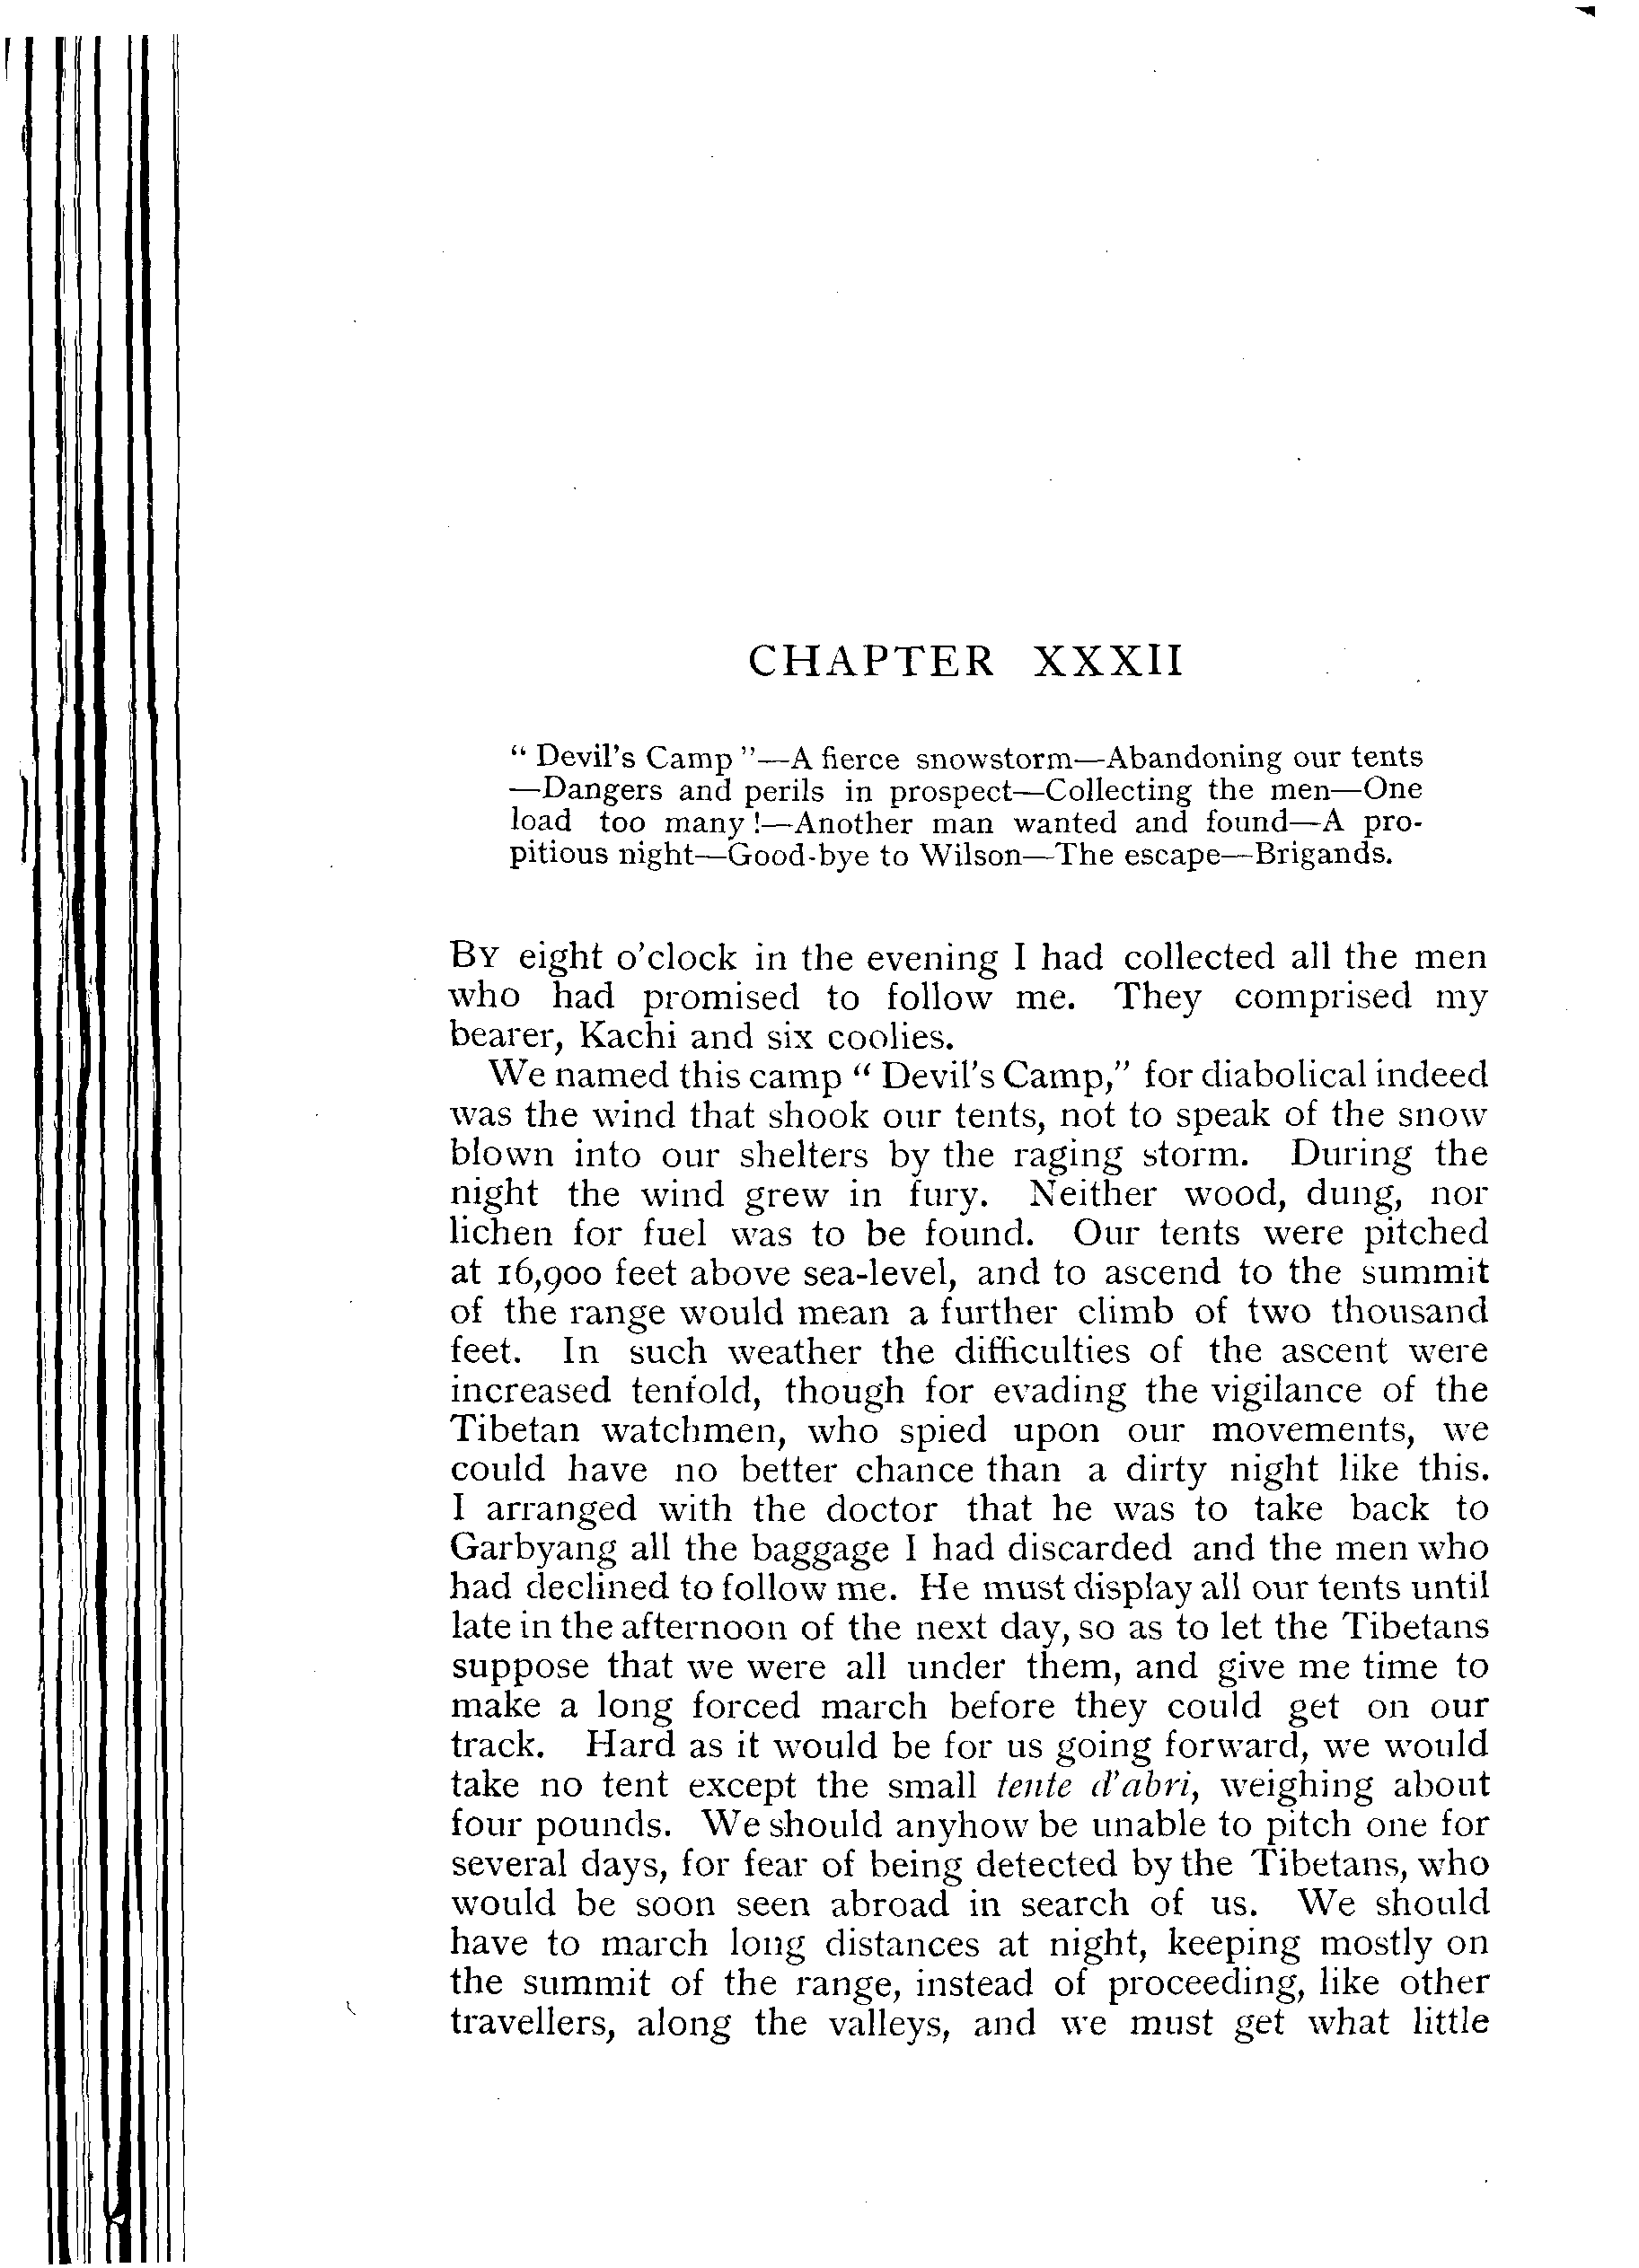 CHAPTER XXXII
“ Devil's Camp ”—A fierce snowstorm—Abandoning our tents
—Dangers and perils in prospect—Collecting the men—One
load too many !—Another man wanted and found—A pro-
pitious night—Good-bye to Wilson—The escape—Brigands.
BY eight o'clock in the evening I had collected all the men
who had promised to follow me. They comprised my
bearer, Kachi and six coolies.
We named this camp “ Devil's Camp,” for diabolical indeed
was the wind that shook our tents, not to speak of the snow
blown into our shelters by the raging storm. During the
night the wind grew in fury. Neither wood, dung, nor
lichen for fuel was to be found. Our tents were pitched
at 16,900 feet above sea-level, and to ascend to the summit
of the range would mean a further climb of two thousand
feet. In such weather the difficulties of the ascent were
increased tenfold, though for evading the vigilance of the
Tibetan watchmen, who spied upon our movements, we
could have no better chance than a dirty night like this.
I arranged with the doctor that he was to take back to
Garbyang all the baggage I had discarded and the men who
had declined to follow me. He must display all our tents until
late in the afternoon of the next day, so as to let the Tibetans
suppose that we were all under them, and give me time to
make a long forced march before they could get on our
track. Hard as it would be for us going forward, we would
take no tent except the small tente d'abri, weighing about
four pounds. We should anyhow be unable to pitch one for
several days, for fear of being detected by the Tibetans, who
would be soon seen abroad in search of us. We should
have to march long distances at night, keeping mostly on
the summit of the range, instead of proceeding, like other
travellers, along the valleys, and we must get what little